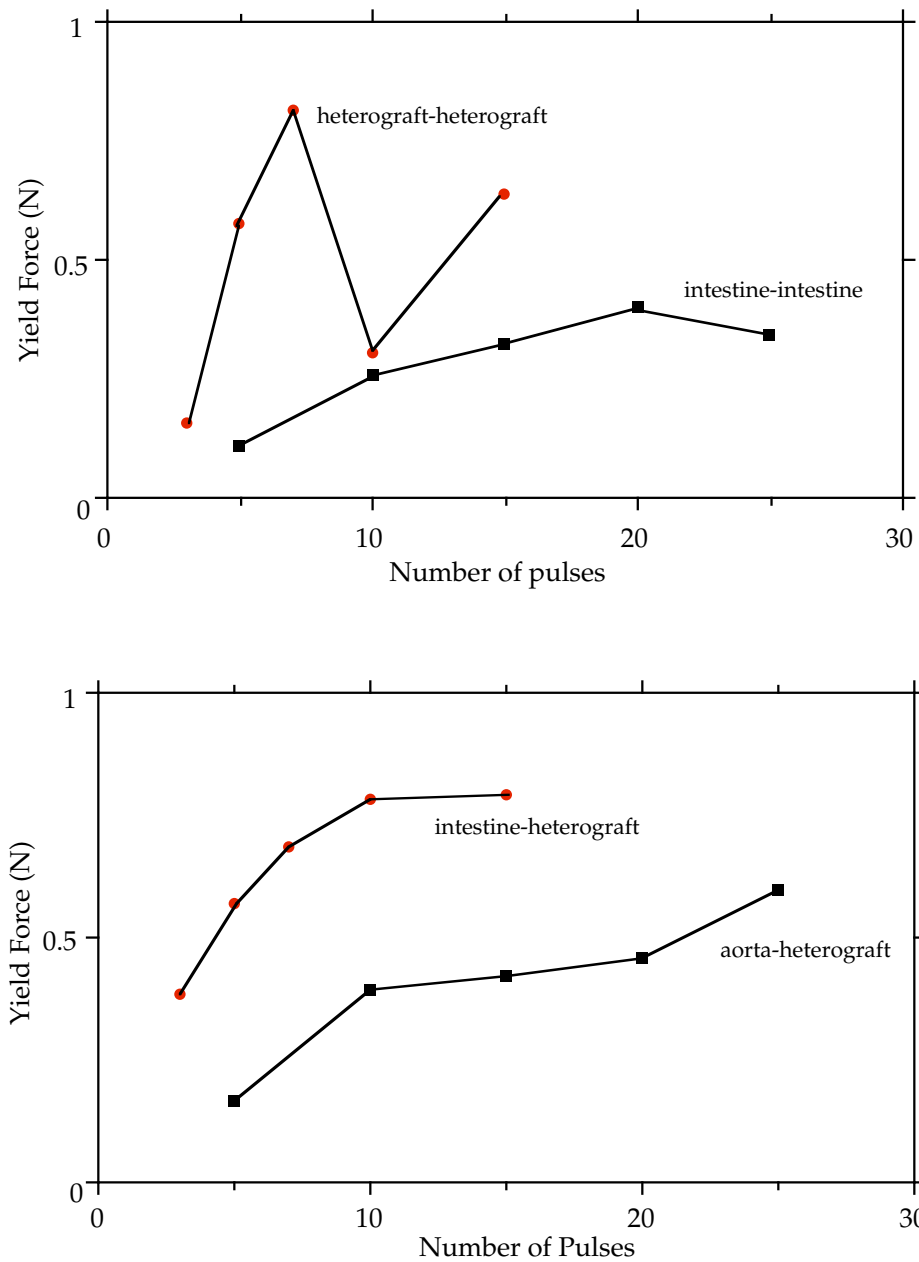 1
heterograft-heterograft
Yield Force (N)
0.5
intestine-intestine
0
0
10
20
30
Number of pulses
1
intestine-heterograft
Yield Force (N)
0.5
aorta-heterograft
0
0
10
20
30
Number of Pulses